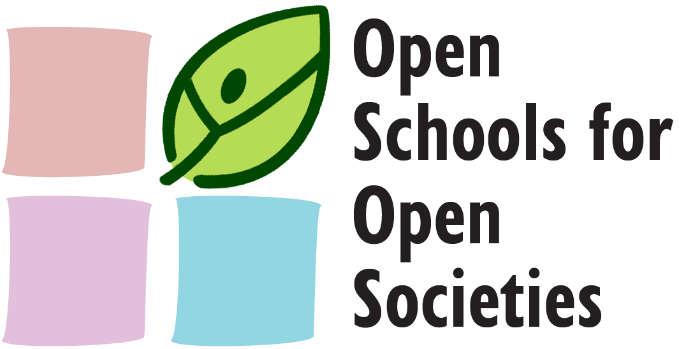 Open
Schools for
Open
Societies